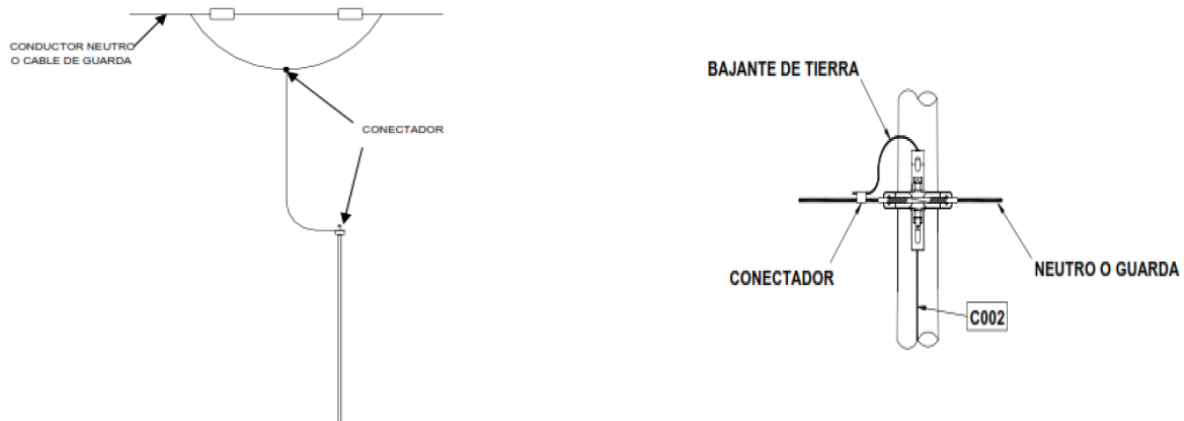 CONDUCTOR NEUTRO
O CABLE DE GUARDA
CONECTADOR
BAJANTE DE TIERRA
CONECTADOR
NEUTRO O GUARDA
C002